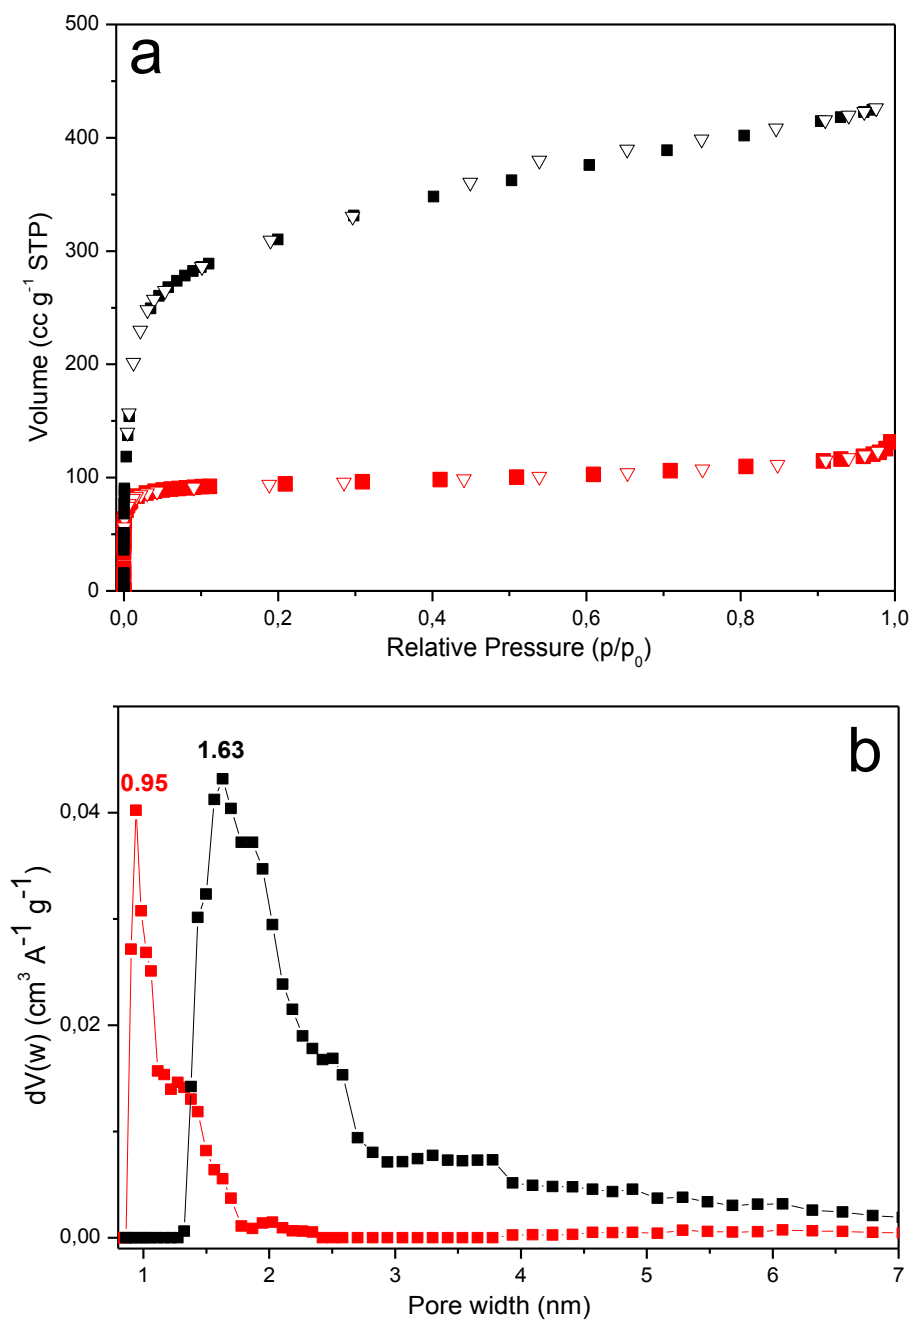 a
500
400
300
200
100
0
Volume (cc g⁻¹ STP)
0,0 0,2 0,4 0,6 0,8 1,0
Relative Pressure (p/p₀)
b
1.63
0.95
0,04
0,02
0,00
dV(w) (cm³ A⁻¹ g⁻¹)
1 2 3 4 5 6 7
Pore width (nm)